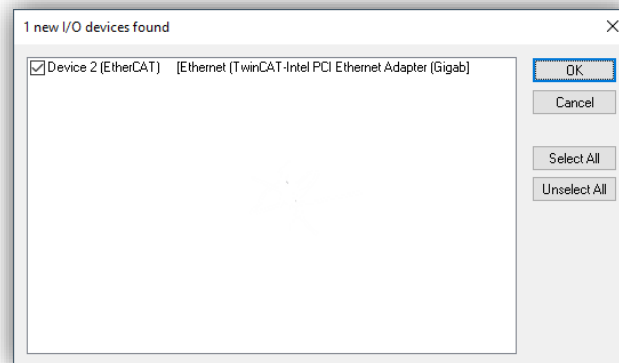 1 new I/O devices found
Device 2 (EtherCAT) [Ethernet (TwinCAT-Intel PCI Ethernet Adapter (Gigab]
OK
Cancel
Select All
Unselect All